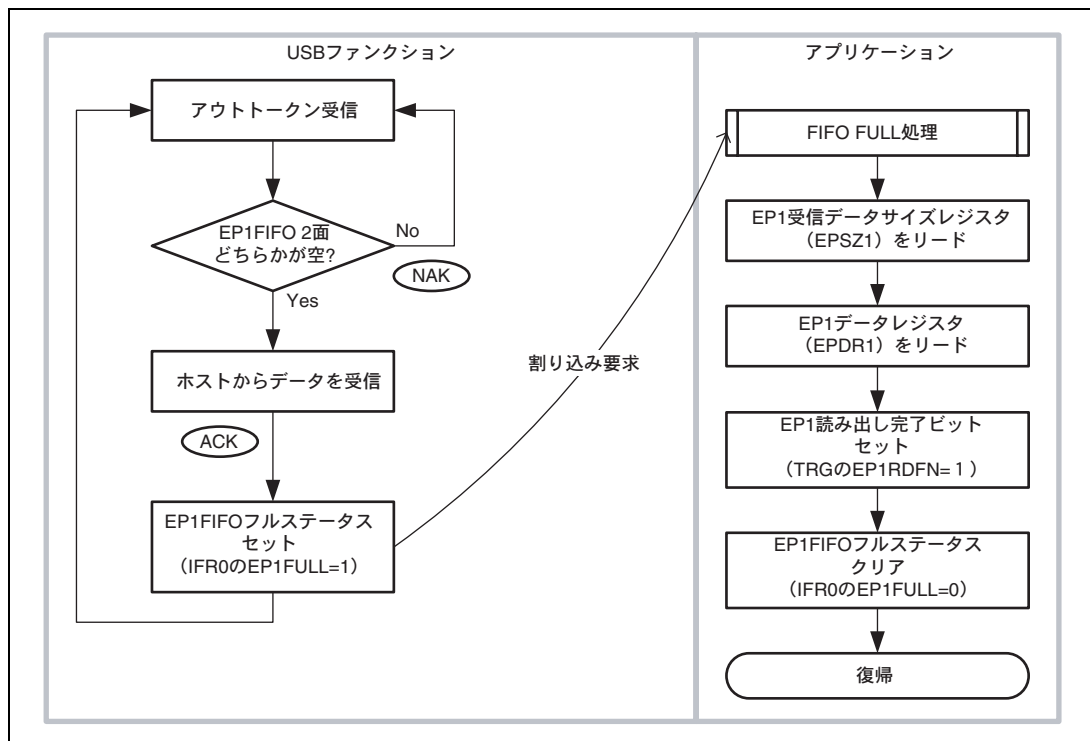 USBファンクション
アウトトークン受信
EP1FIFO 2面
どちらかが空?
No
NAK
Yes
ホストからデータを受信
ACK
EP1FIFOフルステータス
セット
（IFR0のEP1FULL=1）
割り込み要求
アプリケーション
FIFO FULL処理
EP1受信データサイズレジスタ
（EPSZ1）をリード
EP1データレジスタ
（EPDR1）をリード
EP1読み出し完了ビット
セット
（TRGのEP1RDFN=１）
EP1FIFOフルステータス
クリア
（IFR0のEP1FULL=0）
復帰